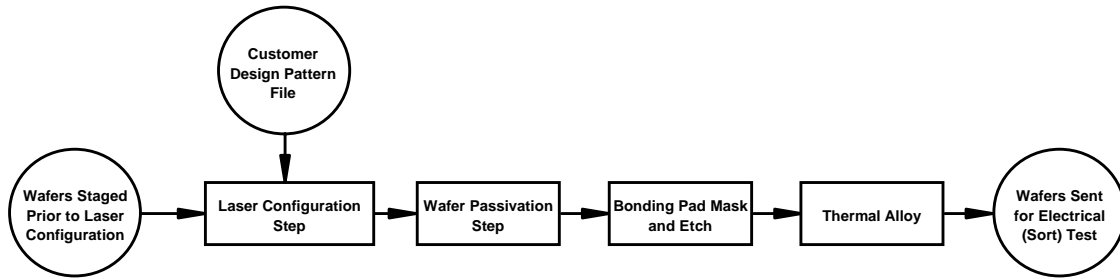 Customer
Design Pattern
File
Wafers Staged
Prior to Laser
Configuration
Laser Configuration
Step
Wafer Passivation
Step
Bonding Pad Mask
and Etch
Thermal Alloy
Wafers Sent
for Electrical
(Sort) Test